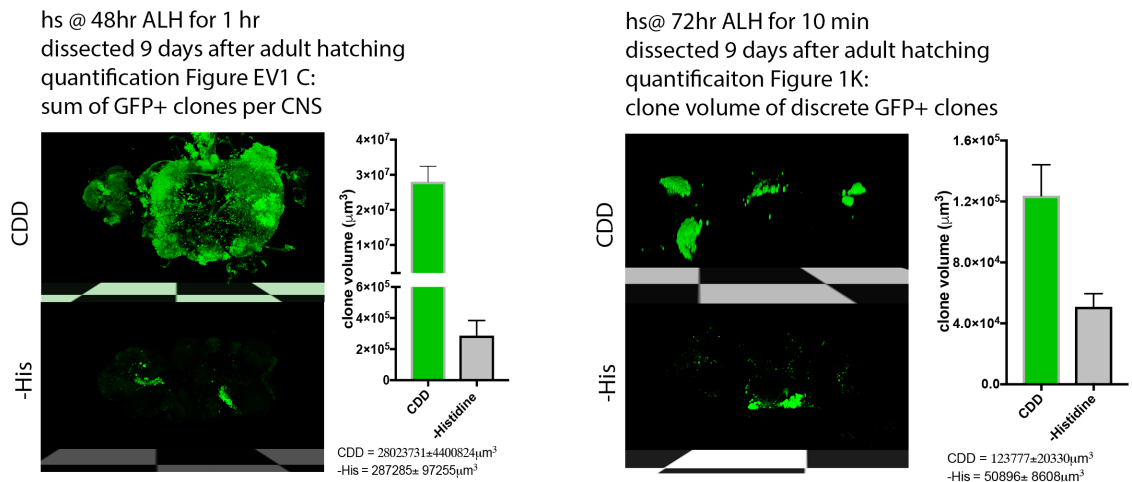 hs @ 48hr ALH for 1 hr
dissected 9 days after adult hatching
quantification Figure EV1 C:
sum of GFP+ clones per CNS
CDD
-His
clone volume (µm³)
4×10⁷
3×10⁷
2×10⁷
1×10⁷
6×10⁵
4×10⁵
2×10⁵
0
CDD
-Histidine
CDD = 28023731±4400824µm³
-His = 287285± 97255µm³
hs@ 72hr ALH for 10 min
dissected 9 days after adult hatching
quantificaiton Figure 1K:
clone volume of discrete GFP+ clones
CDD
-His
clone volume (µm³)
1.6×10⁵
1.2×10⁵
8.0×10⁴
4.0×10⁴
0.0
CDD
-Histidine
CDD = 123777±20330µm³
-His = 50896± 8608µm³